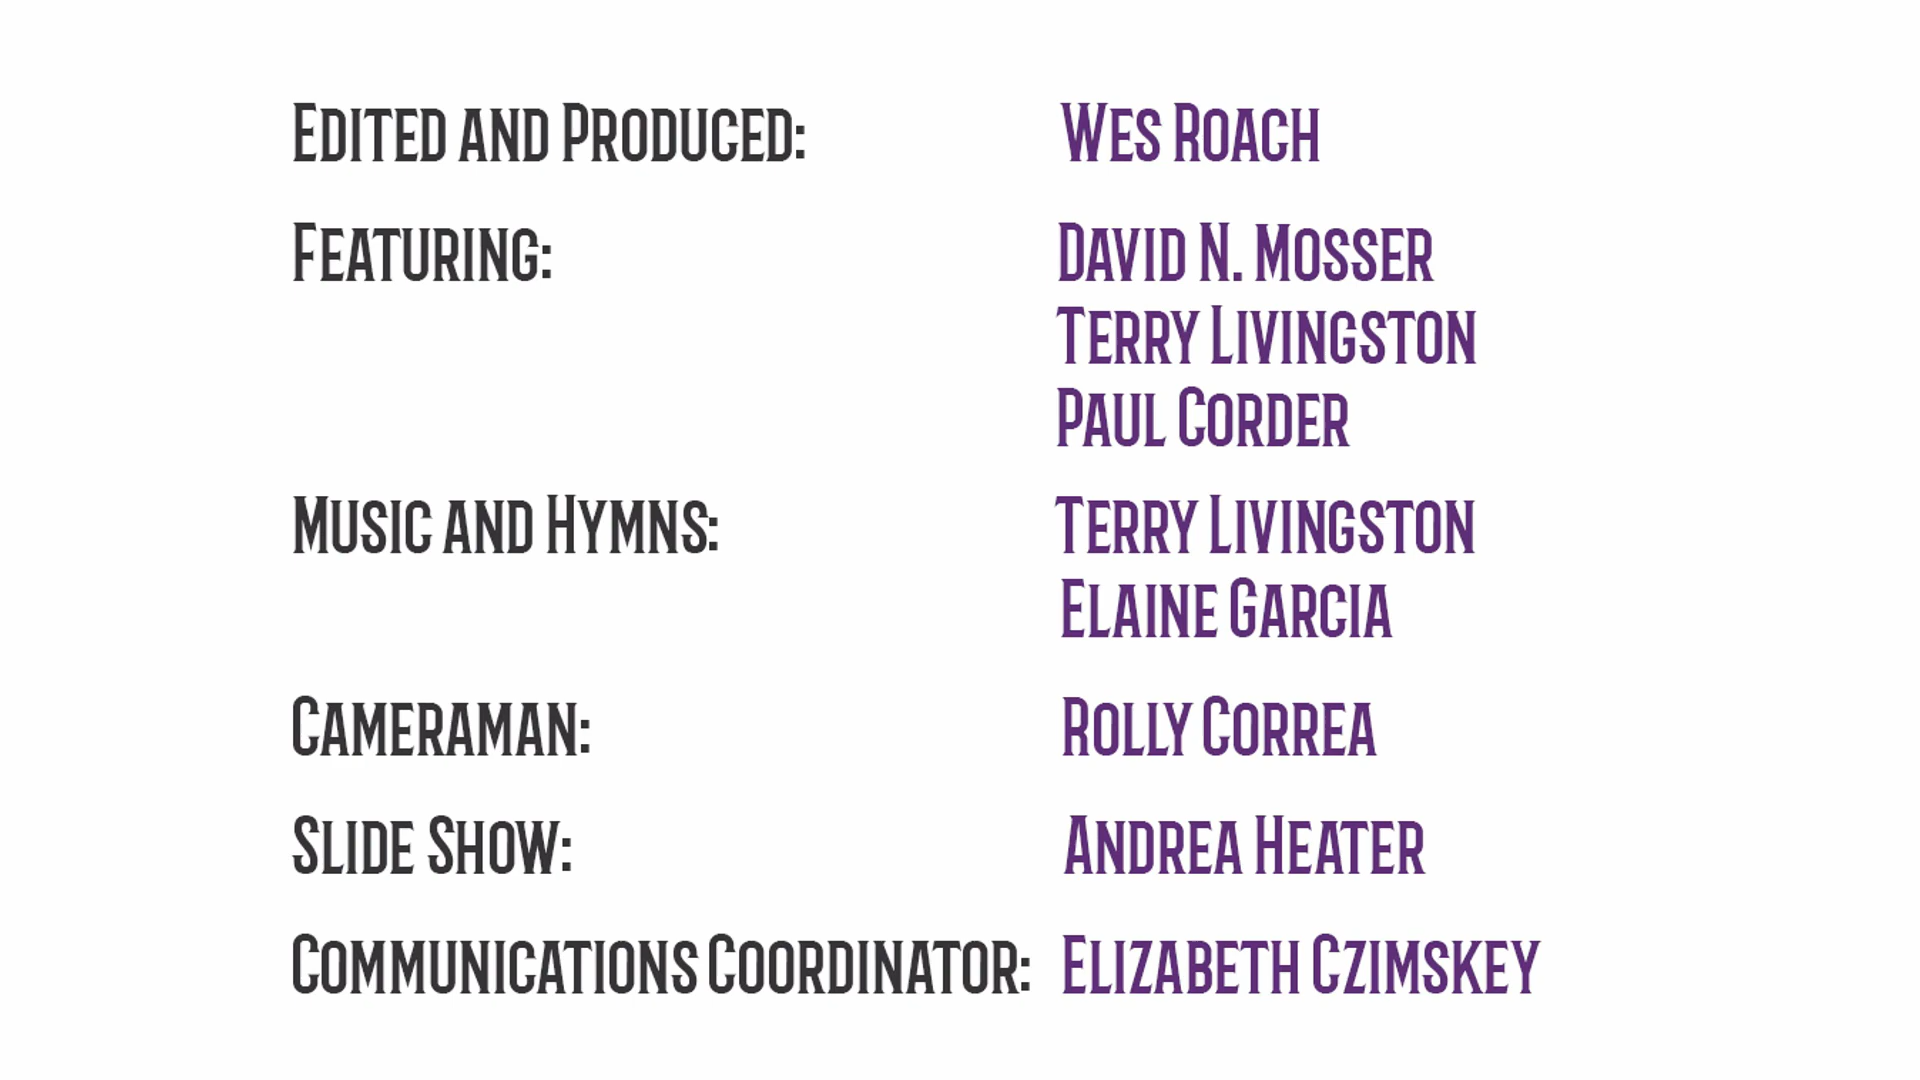 Edited and Produced: Wes Roach
Featuring: David N. Mosser
Terry Livingston
Paul Corder
Music and Hymns: Terry Livingston
Elaine Garcia
Cameraman: Rolly Correa
Slide Show: Andrea Heater
Communications Coordinator: Elizabeth Czimskey